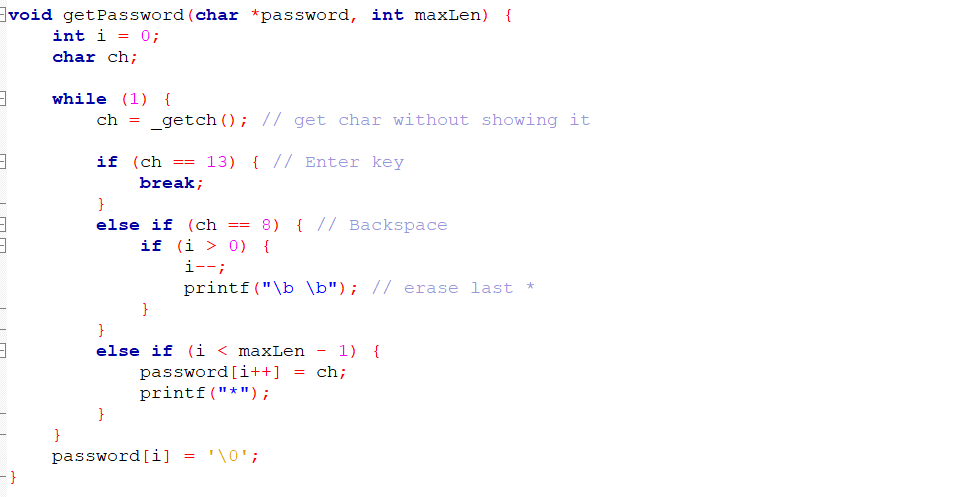 void getPassword(char *password, int maxLen) {
    int i = 0;
    char ch;

    while (1) {
        ch = _getch(); // get char without showing it

        if (ch == 13) { // Enter key
            break;
        }
        else if (ch == 8) { // Backspace
            if (i > 0) {
                i--;
                printf("\b \b"); // erase last *
            }
        }
        else if (i < maxLen - 1) {
            password[i++] = ch;
            printf("*");
        }
    }
    password[i] = '\0';
}